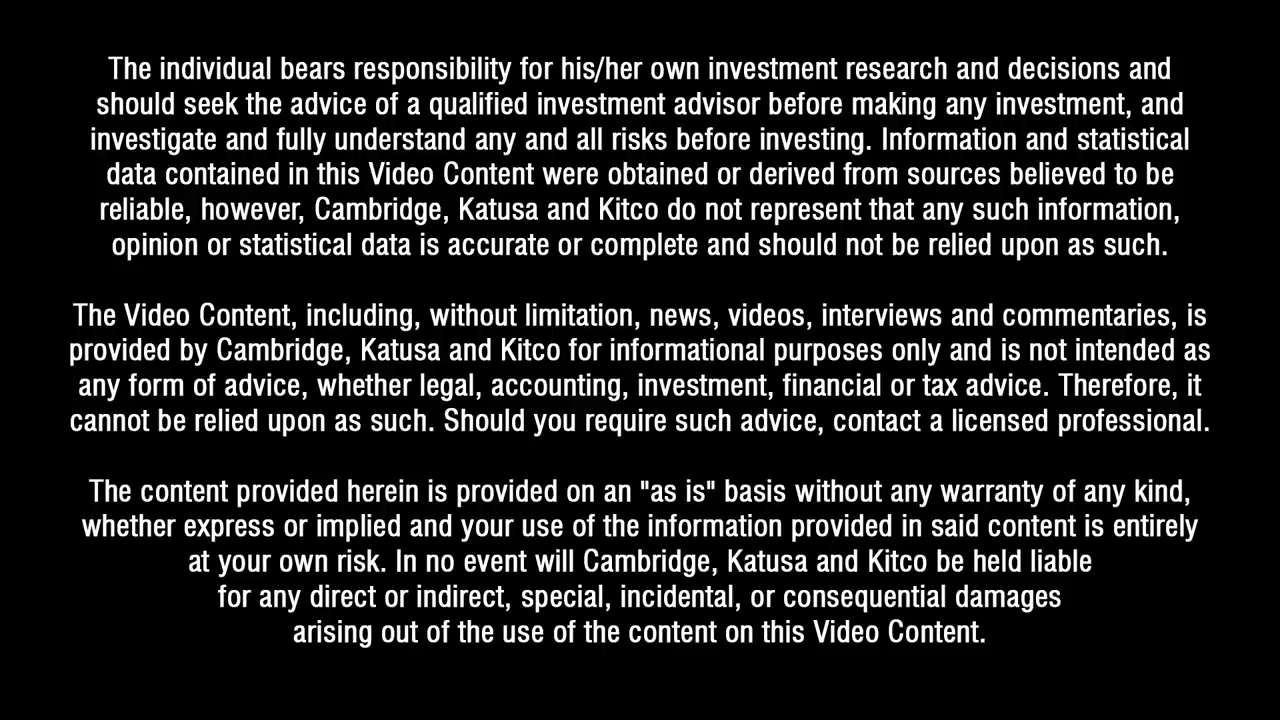 The individual bears responsibility for his/her own investment research and decisions and
should seek the advice of a qualified investment advisor before making any investment, and
investigate and fully understand any and all risks before investing. Information and statistical
data contained in this Video Content were obtained or derived from sources believed to be
reliable, however, Cambridge, Katusa and Kitco do not represent that any such information,
opinion or statistical data is accurate or complete and should not be relied upon as such.
The Video Content, including, without limitation, news, videos, interviews and commentaries, is
provided by Cambridge, Katusa and Kitco for informational purposes only and is not intended as
any form of advice, whether legal, accounting, investment, financial or tax advice. Therefore, it
cannot be relied upon as such. Should you require such advice, contact a licensed professional.
The content provided herein is provided on an "as is" basis without any warranty of any kind,
whether express or implied and your use of the information provided in said content is entirely
at your own risk. In no event will Cambridge, Katusa and Kitco be held liable
for any direct or indirect, special, incidental, or consequential damages
arising out of the use of the content on this Video Content.